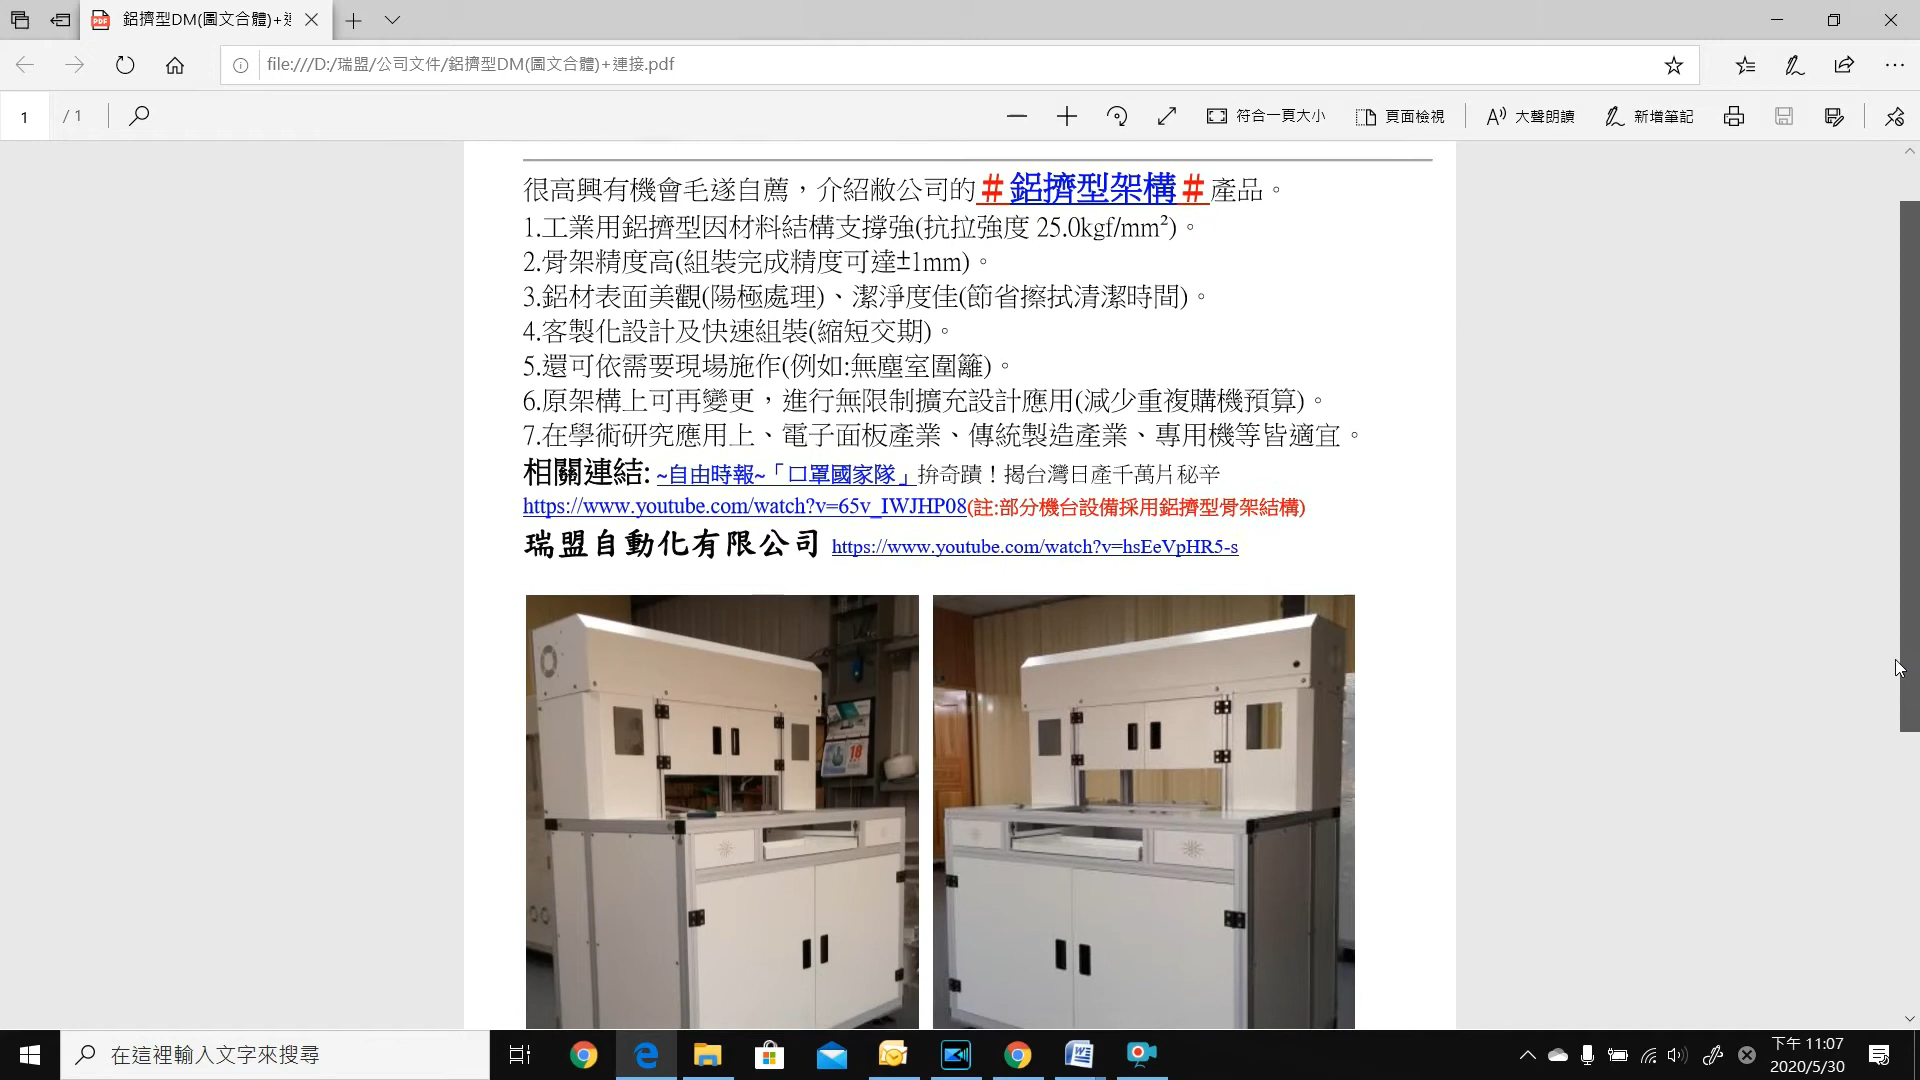 鋁擠型DM(圖文合體)+連
file:///D:/瑞盟/公司文件/鋁擠型DM(圖文合體)+連接.pdf
1 / 1
符合一頁大小
頁面檢視
大聲朗讀
新增筆記
很高興有機會毛遂自薦，介紹敝公司的#鋁擠型架構#產品。
1.工業用鋁擠型因材料結構支撐強(抗拉強度 25.0kgf/mm²)。
2.骨架精度高(組裝完成精度可達±1mm)。
3.鋁材表面美觀(陽極處理)、潔淨度佳(節省擦拭清潔時間)。
4.客製化設計及快速組裝(縮短交期)。
5.還可依需要現場施作(例如:無塵室圍籬)。
6.原架構上可再變更，進行無限制擴充設計應用(減少重複購機預算)。
7.在學術研究應用上、電子面板產業、傳統製造產業、專用機等皆適宜。
相關連結: ~自由時報~「口罩國家隊」拚奇蹟！揭台灣日產千萬片秘辛
https://www.youtube.com/watch?v=65v_IWJHP08(註:部分機台設備採用鋁擠型骨架結構)
瑞盟自動化有限公司 https://www.youtube.com/watch?v=hsEeVpHR5-s
18
在這裡輸入文字來搜尋
下午 11:07
2020/5/30